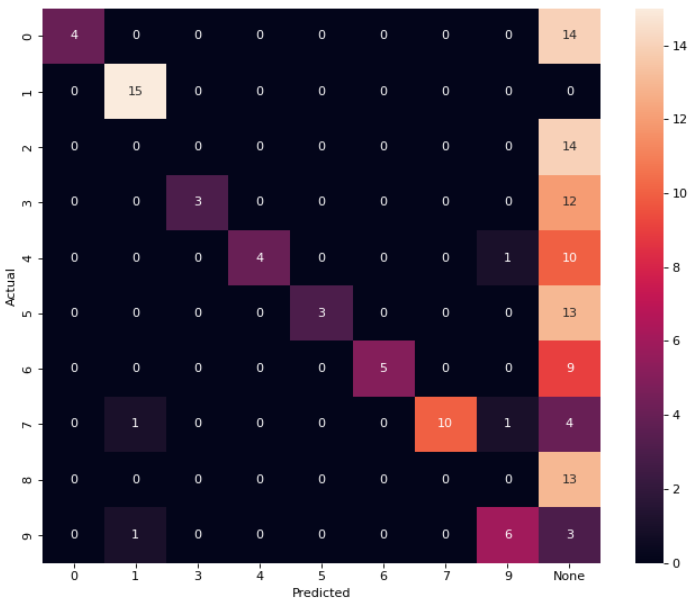 0 4 0 0 0 0 0 0 0 14
1 0 15 0 0 0 0 0 0 0
2 0 0 0 0 0 0 0 0 14
3 0 0 3 0 0 0 0 0 12
4 0 0 0 4 0 0 0 1 10
5 0 0 0 0 3 0 0 0 13
6 0 0 0 0 0 5 0 0 9
7 0 1 0 0 0 0 10 1 4
8 0 0 0 0 0 0 0 0 13
9 0 1 0 0 0 0 0 6 3
0 1 3 4 5 6 7 9 None
Predicted
Actual
14
12
10
8
6
4
2
0